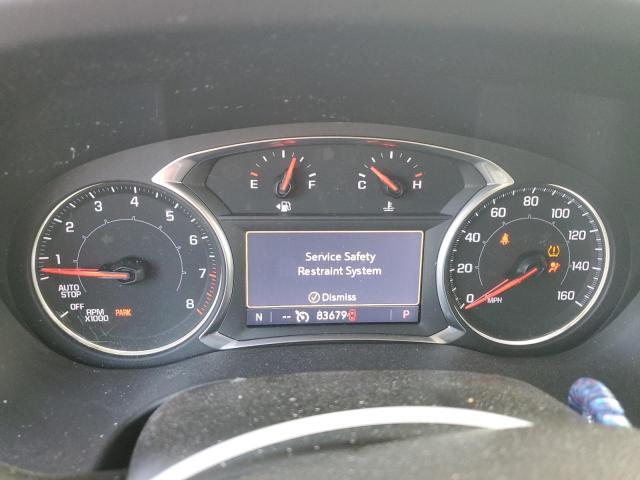 E F C H
1 2 3 4 5 6 7 8
AUTO
STOP
OFF
RPM
X1000
PARK
Service Safety
Restraint System
Dismiss
N -- 83679 P
0 20 40 60 80 100 120 140 160
MPH